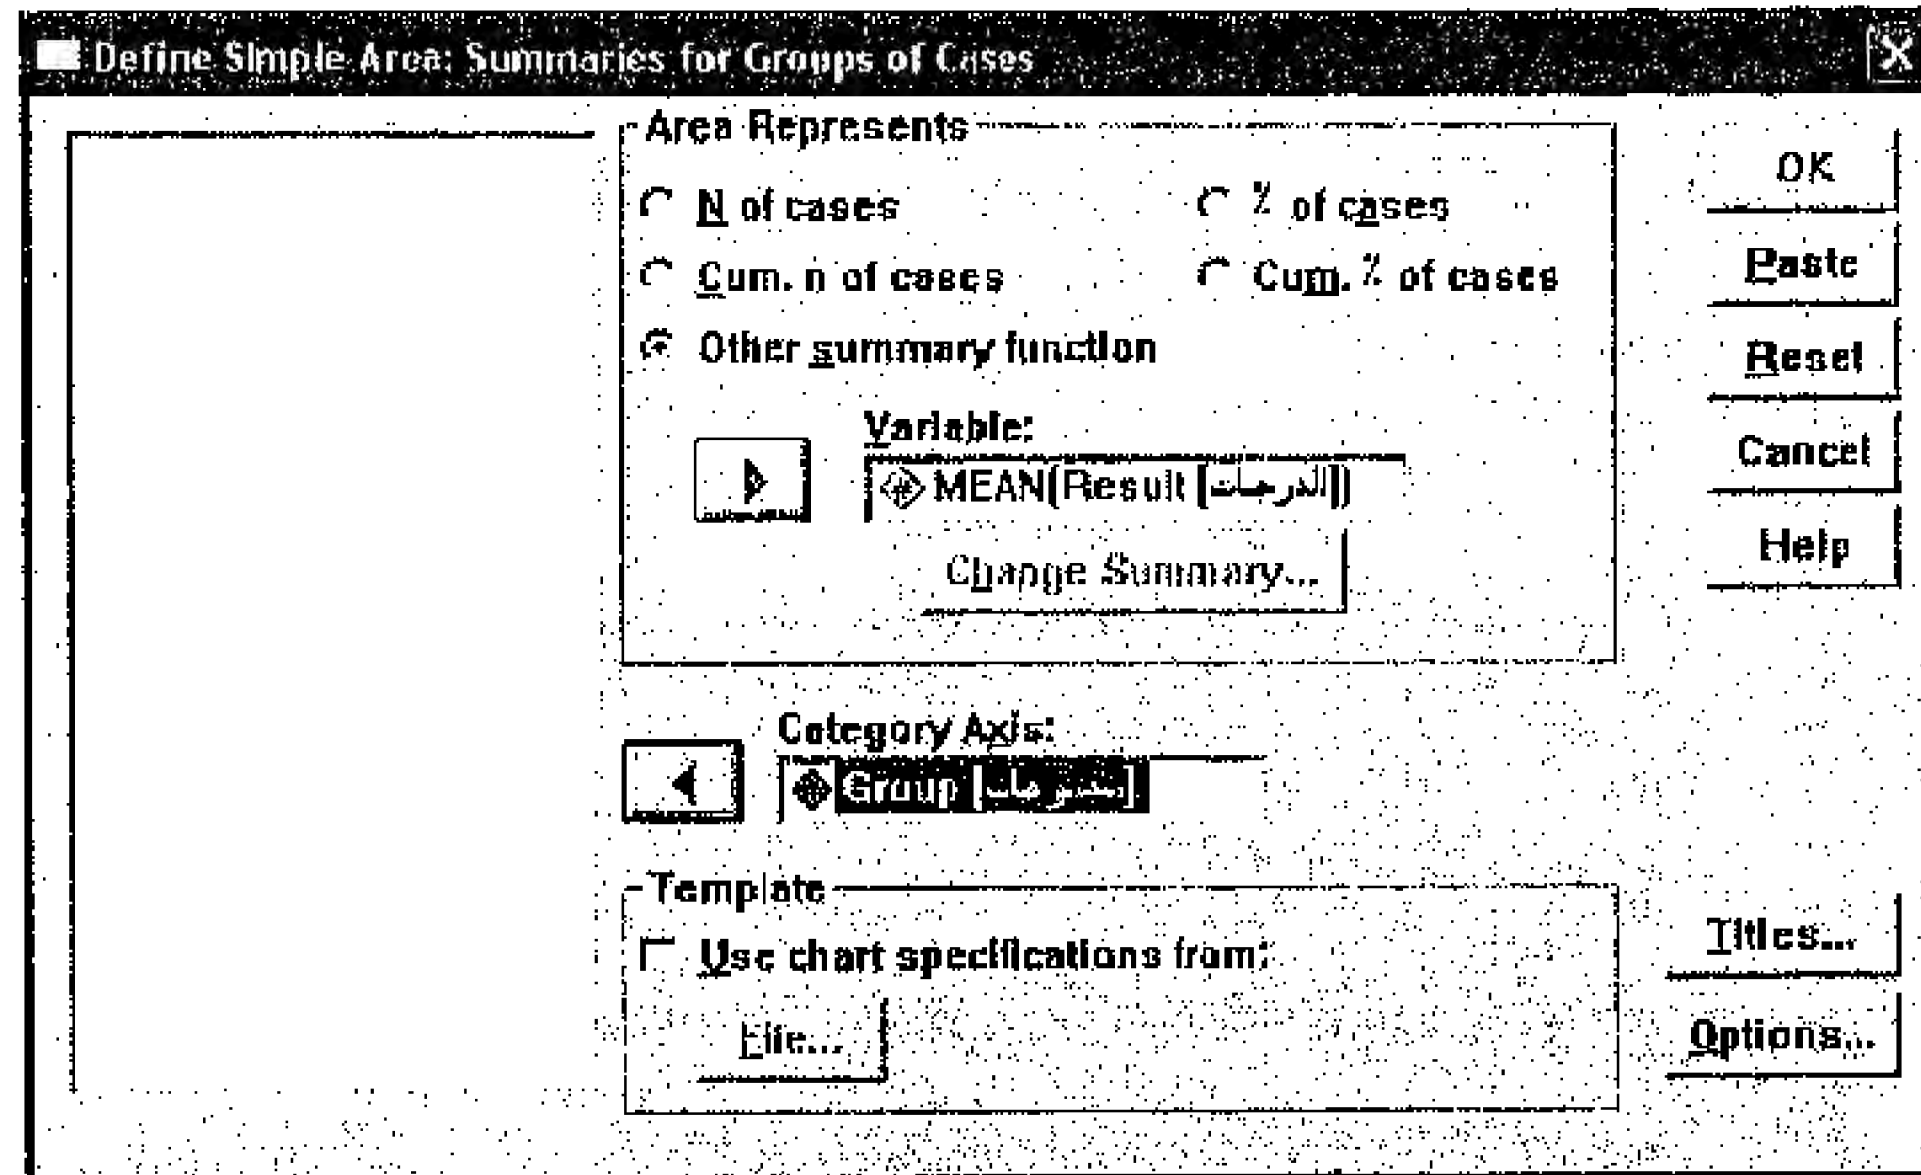 Define Simple Area: Summaries for Groups of Cases
Area Represents
N of cases
% of cases
Cum. n of cases
Cum. % of cases
Other summary function
Variable:
MEAN(Result [الدرجات])
Change Summary...
Category Axis:
Group
Template
Use chart specifications from:
File...
OK
Paste
Reset
Cancel
Help
Titles...
Options...